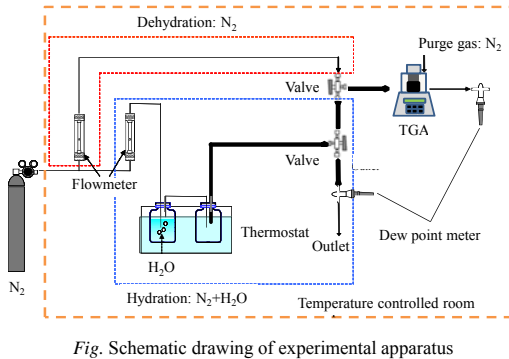 Dehydration: N₂
Purge gas: N₂
Valve
TGA
Flowmeter
Valve
Thermostat
Dew point meter
Outlet
H₂O
N₂
Hydration: N₂+H₂O
Temperature controlled room
Fig. Schematic drawing of experimental apparatus